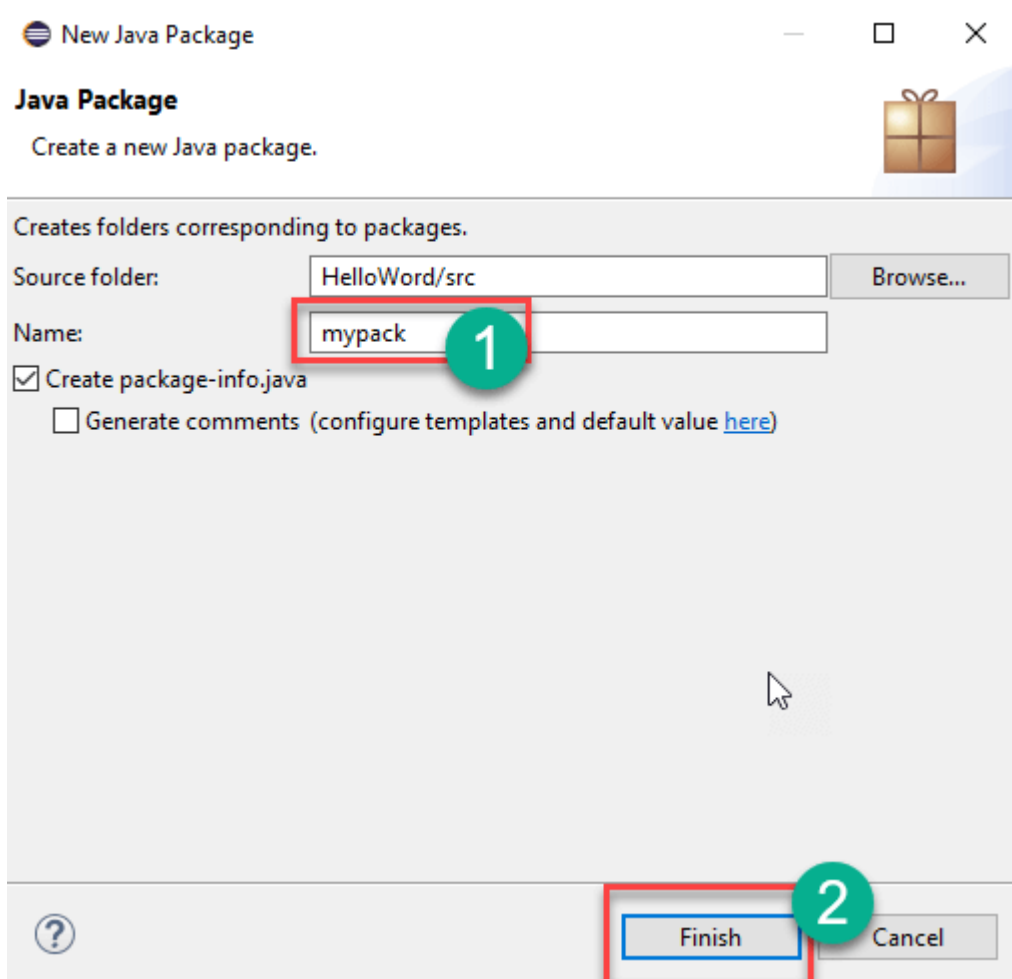 New Java Package
Java Package
Create a new Java package.
Creates folders corresponding to packages.
Source folder: HelloWord/src Browse...
Name: mypack 1
Create package-info.java
Generate comments (configure templates and default value here)
? Finish 2 Cancel